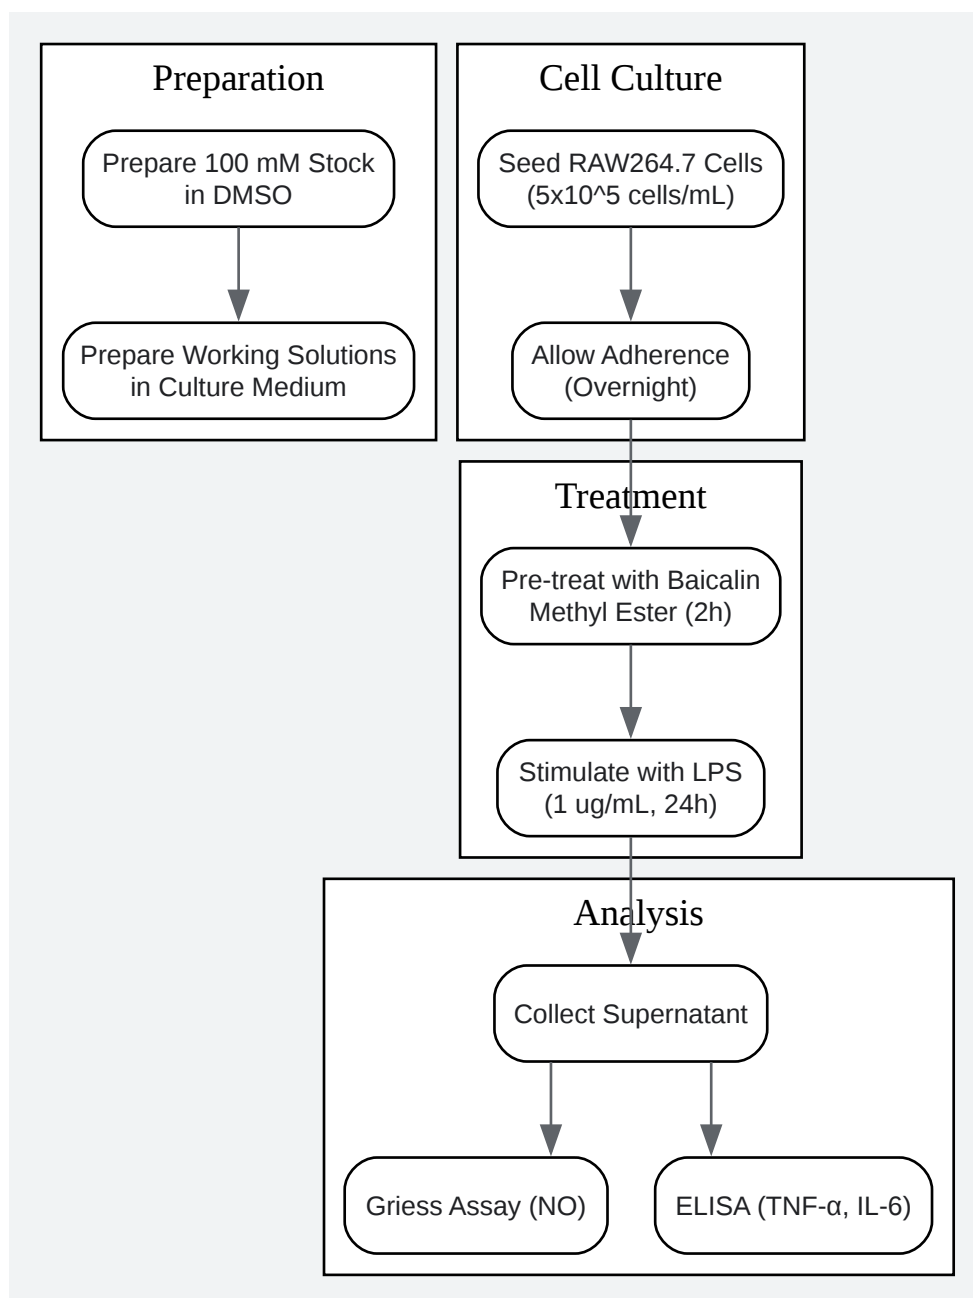 Preparation
Prepare 100 mM Stock
in DMSO
Prepare Working Solutions
in Culture Medium
Cell Culture
Seed RAW264.7 Cells
(5x10^5 cells/mL)
Allow Adherence
(Overnight)
Treatment
Pre-treat with Baicalin
Methyl Ester (2h)
Stimulate with LPS
(1 ug/mL, 24h)
Analysis
Collect Supernatant
Griess Assay (NO)
ELISA (TNF-α, IL-6)